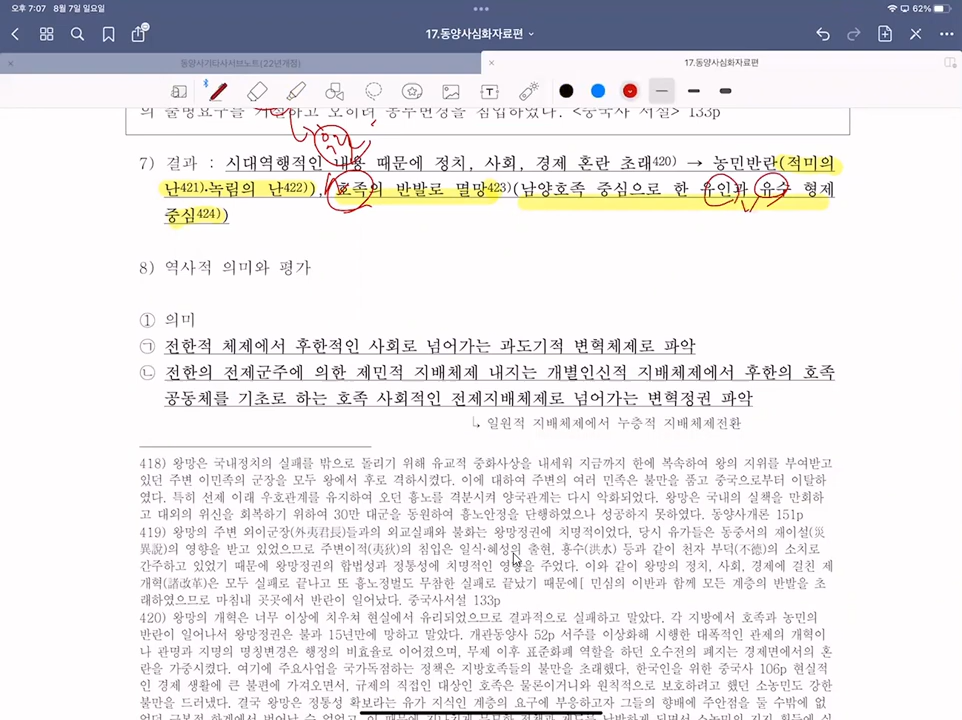 오후 7:07 8월 7일 일요일
62%
17.동양사심화자료편
동양사기타사서브노트(22년개정)
17.동양사심화자료편
133p
7) 결과 : 시대역행적인 내용 때문에 정치, 사회, 경제 혼란 초래420) → 농민반란(적미의
난421)·녹림의 난422)), 호족의 반발로 멸망423)(남양호족 중심으로 한 유인과 유수 형제
중심424))
8) 역사적 의미와 평가
① 의미
㉠ 전한적 체제에서 후한적인 사회로 넘어가는 과도기적 변혁체제로 파악
㉡ 전한의 전제군주에 의한 제민적 지배체제 내지는 개별인신적 지배체제에서 후한의 호족
공동체를 기초로 하는 호족 사회적인 전제지배체제로 넘어가는 변혁정권 파악
↳ 일원적 지배체제에서 누층적 지배체제전환
418) 왕망은 국내정치의 실패를 밖으로 돌리기 위해 유교적 중화사상을 내세워 지금까지 한에 복속하여 왕의 지위를 부여받고
있던 주변 이민족의 군장을 모두 왕에서 후로 격하시켰다. 이에 대하여 주변의 여러 민족은 불만을 품고 중국으로부터 이탈하
였다. 특히 선제 이래 우호관계를 유지하여 오던 흉노를 격분시켜 양국관계는 다시 악화되었다. 왕망은 국내의 실책을 만회하
고 대외의 위신을 회복하기 위하여 30만 대군을 동원하여 흉노안정을 단행하였으나 성공하지 못하였다. 동양사개론 151p
419) 왕망의 주변 외이군장(外夷君長)들과의 외교실패와 불화는 왕망정권에 치명적이었다, 당시 유가들은 동중서의 재이설(災
異說)의 영향을 받고 있었으므로 주변이적(夷狄)의 침입은 일식·혜성의 출현, 홍수(洪水) 등과 같이 천자 부덕(不德)의 소치로
간주하고 있었기 때문에 왕망정권의 합법성과 정통성에 치명적인 영향을 주었다. 이와 같이 왕망의 정치, 사회, 경제에 걸친 제
개혁(諸改革)은 모두 실패로 끝나고 또 흉노정벌도 무참한 실패로 끝났기 때문에[ 민심의 이반과 함께 모든 계층의 반발을 초
래하였으므로 마침내 곳곳에서 반란이 일어났다. 중국사서설 133p
420) 왕망의 개혁은 너무 이상에 치우쳐 현실에서 유리되었으므로 결과적으로 실패하고 말았다. 각 지방에서 호족과 농민의
반란이 일어나서 왕망정권은 불과 15년만에 망하고 말았다. 개관동양사 52p 서주를 이상화해 시행한 대폭적인 관제의 개혁이
나 관명과 지명의 명칭변경은 행정의 비효율로 이어졌으며, 무제 이후 표준화폐 역할을 하던 오수전의 폐지는 경제면에서의 혼
란을 가중시켰다. 여기에 주요사업을 국가독점하는 정책은 지방호족들의 불만을 초래했다, 한국인을 위한 중국사 106p 현실적
인 경제 생활에 큰 불편에 가져오면서, 규제의 직접인 대상인 호족은 물론이거니와 원칙적으로 보호하려고 했던 소농민도 강한
불만을 드러냈다. 결국 왕망은 정통성 확보라는 유가 지식인 계층의 요구에 부응하고자 그들의 향배에 주안점을 둘 수밖에 없